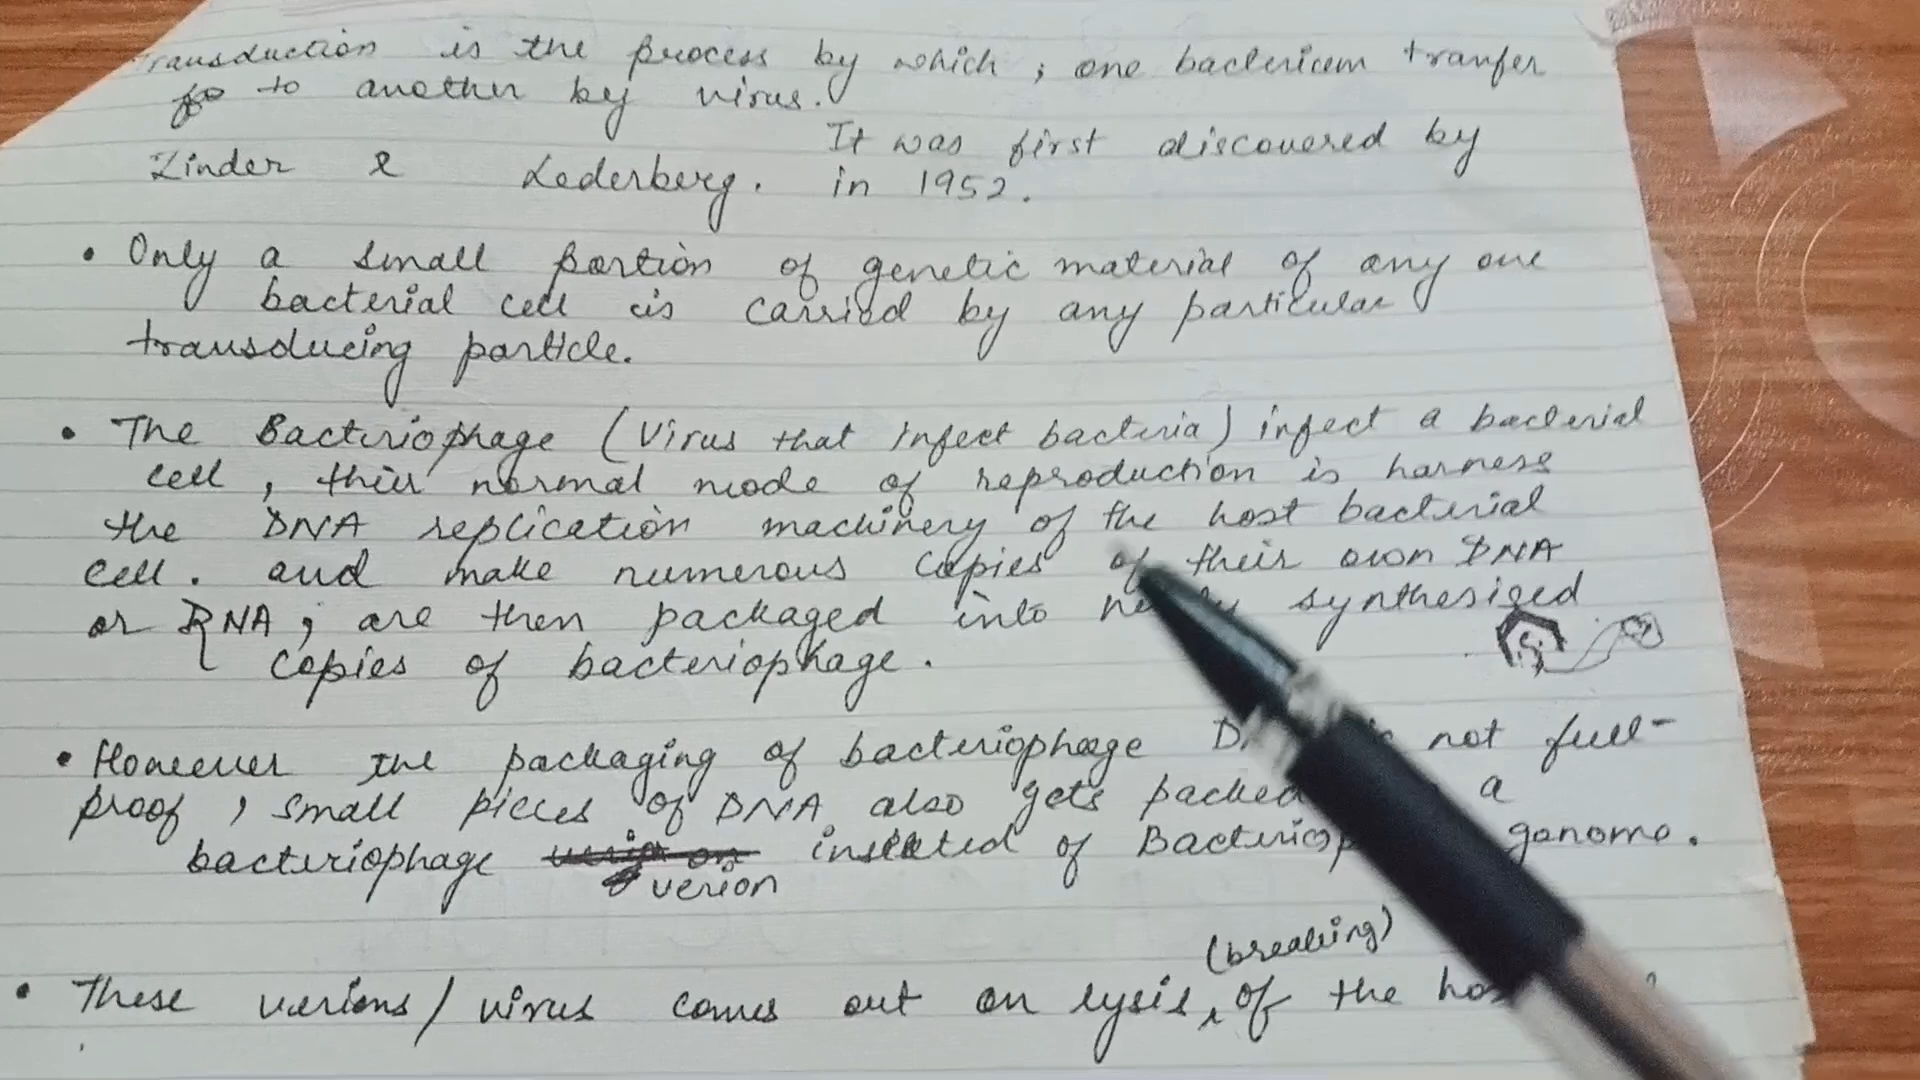 Transduction is the process by which ; one bactericem tranfer
to another by virus.
It was first discovered by
Zinder & Lederberg. in 1952.
• Only a small portion of genetic material of any one
bacterial cell is carried by any particular
transducing particle.
• The Bacteriophage (Virus that infect bacteria) infect a bacterial
cell , their normal mode of reproduction is harness
the DNA replication machinery of the host bacterial
cell . and make numerous copies of their own DNA
or RNA ; are then packaged into synthesized
copies of bacteriophage .
• However the packaging of bacteriophage not full-
proof , small pieces of DNA also gets packed a
bacteriophage of genome.
verion
(breaking)
• These verions / virus comes out on lysis, of the